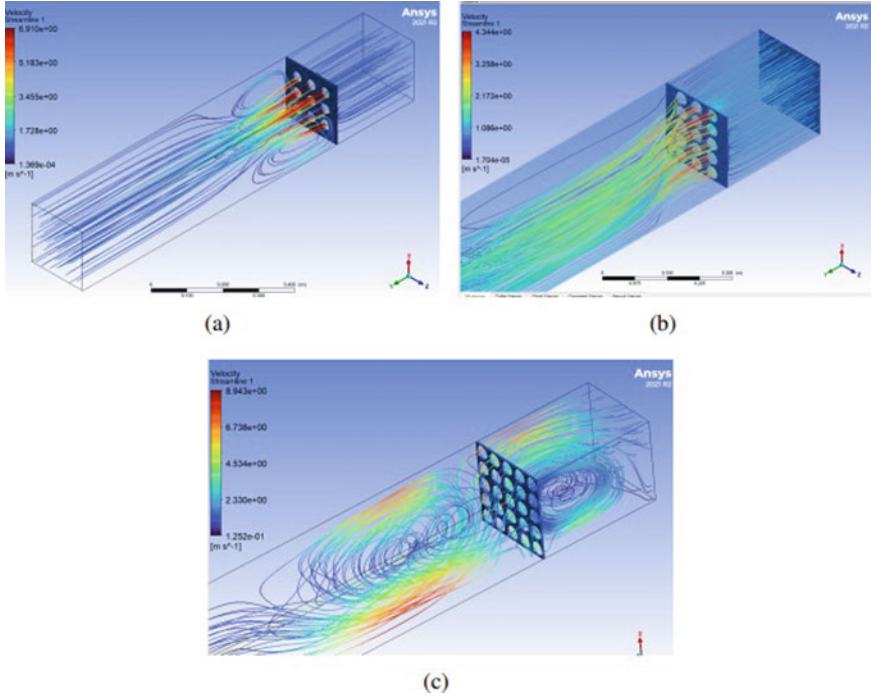 Velocity
Streamline 1
6.910e+00
5.183e+00
3.455e+00
1.728e+00
1.369e-04
[m s^-1]
Ansys
2021 R2
(a)
Velocity
Streamline 1
4.344e+00
3.258e+00
2.172e+00
1.086e+00
1.704e-05
[m s^-1]
Ansys
2021 R2
(b)
Velocity
Streamline 1
8.943e+00
6.738e+00
4.534e+00
2.330e+00
1.252e-01
[m s^-1]
Ansys
2021 R2
(c)